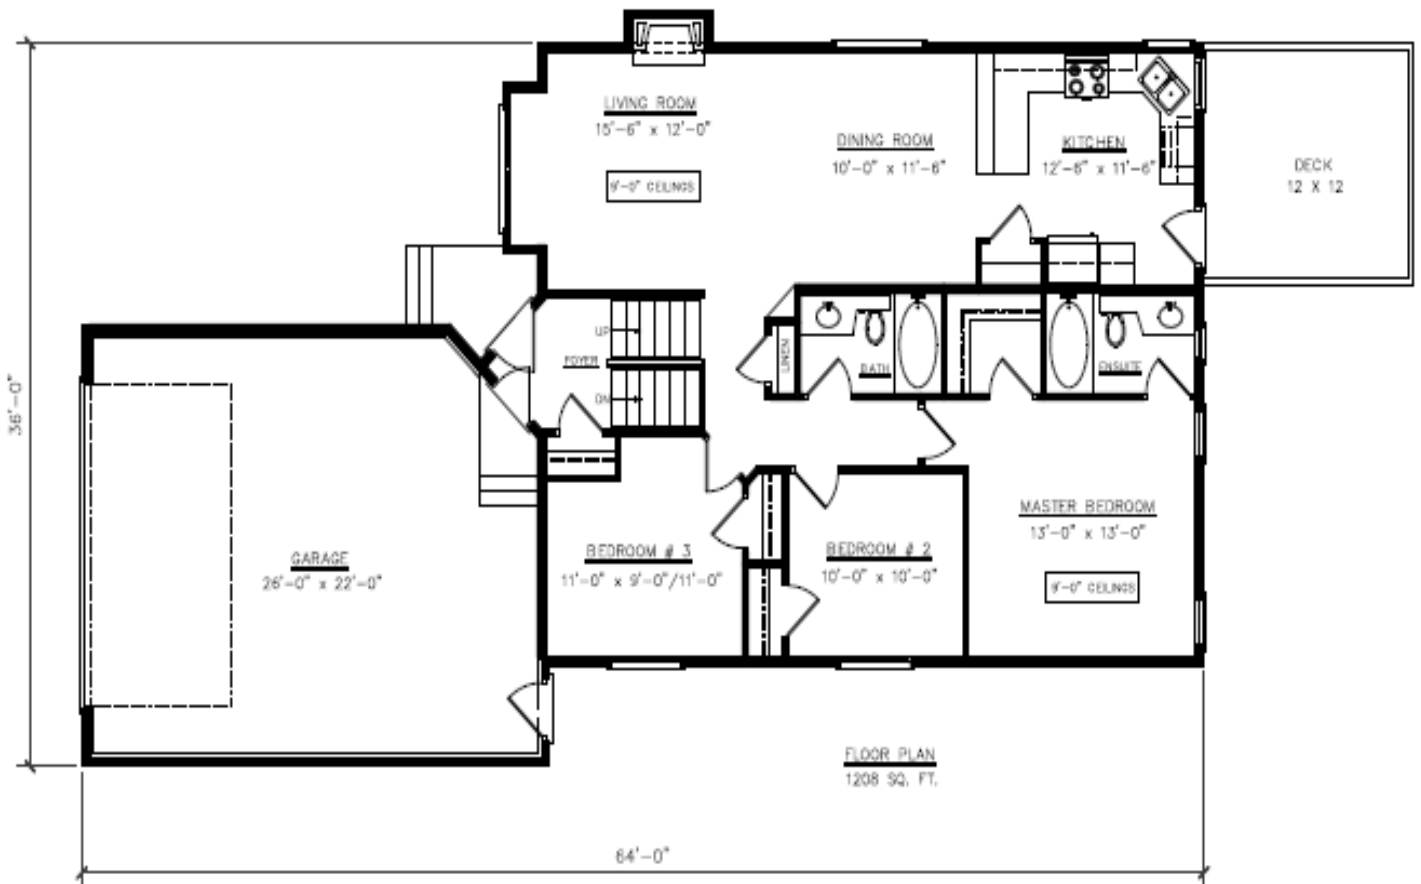 LIVING ROOM
15'-6" x 12'-0"
9'-0" CEILINGS
DINING ROOM
10'-0" x 11'-6"
KITCHEN
12'-6" x 11'-6"
DECK
12 X 12
UP
FOYER
DN
LINEN
BATH
ENSUITE
36'-0"
GARAGE
26'-0" x 22'-0"
BEDROOM # 3
11'-0" x 9'-0"/11'-0"
BEDROOM # 2
10'-0" x 10'-0"
MASTER BEDROOM
13'-0" x 13'-0"
9'-0" CEILINGS
FLOOR PLAN
1208 SQ. FT.
64'-0"